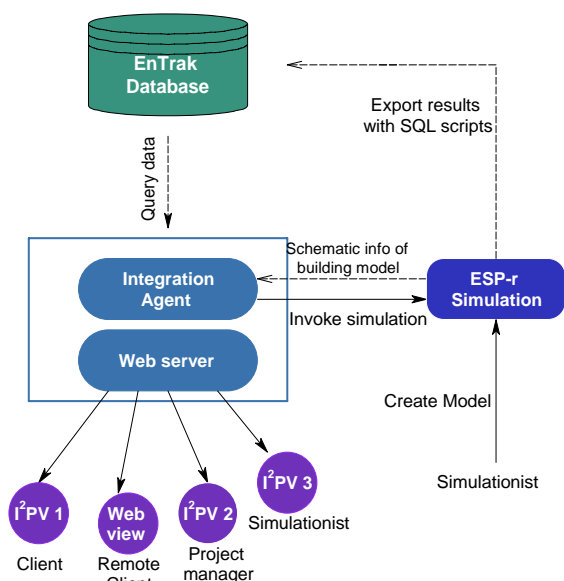 EnTrak
Database
Export results
with SQL scripts
Query data
Schematic info of
building model
Integration
Agent
ESP-r
Simulation
Invoke simulation
Web server
Create Model
Simulationist
I²PV 1
Web
view
I²PV 2
I²PV 3
Simulationist
Client
Remote
Client
Project
manager